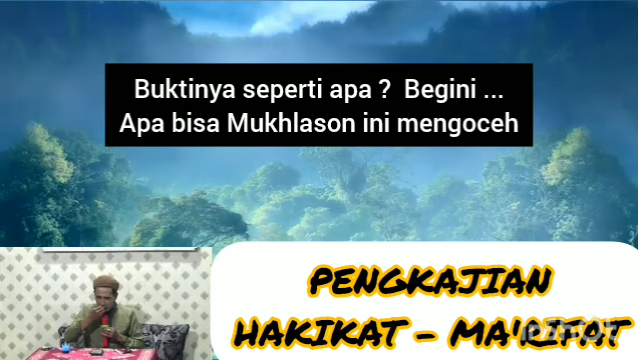 Buktinya seperti apa ? Begini ...
Apa bisa Mukhlason ini mengoceh
PENGKAJIAN
HAKIKAT - MA'RIFAT